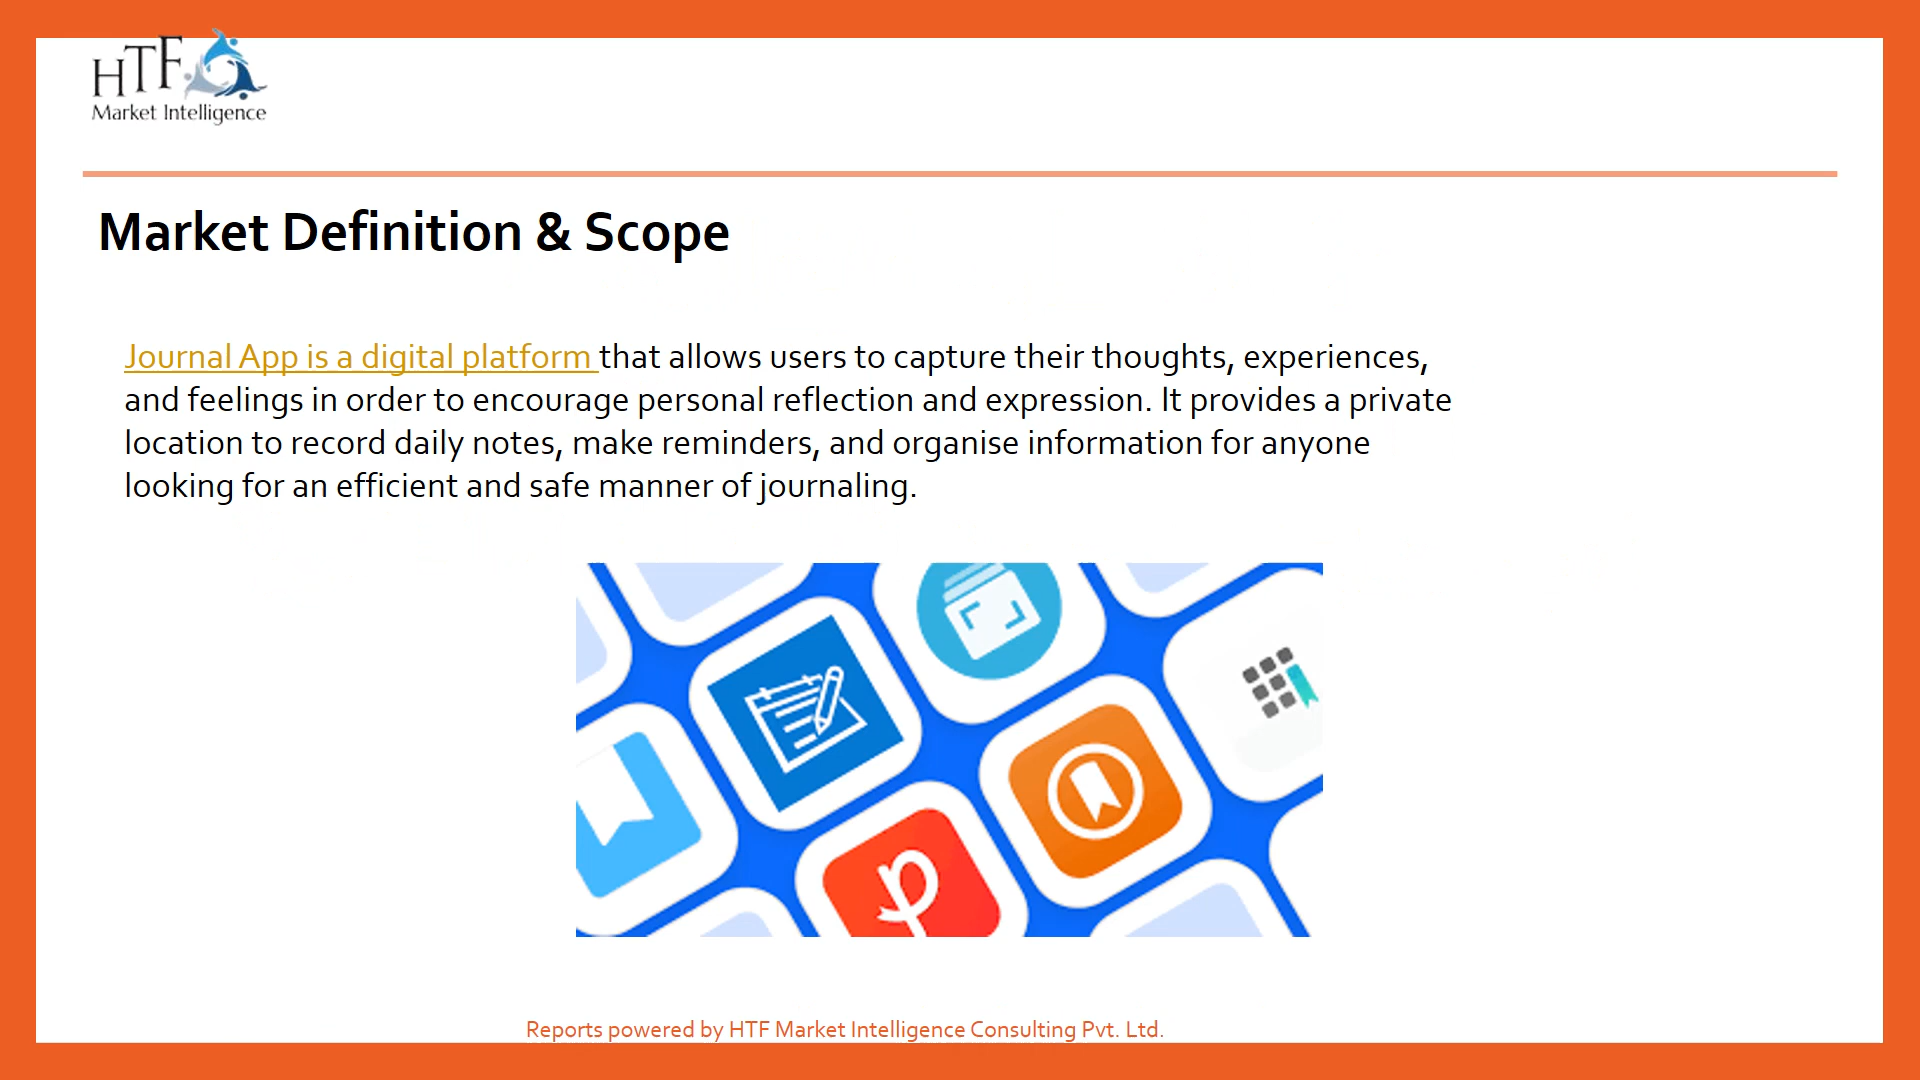 HTF
Market Intelligence
Market Definition & Scope
Journal App is a digital platform that allows users to capture their thoughts, experiences,
and feelings in order to encourage personal reflection and expression. It provides a private
location to record daily notes, make reminders, and organise information for anyone
looking for an efficient and safe manner of journaling.
p
Reports powered by HTF Market Intelligence Consulting Pvt. Ltd.